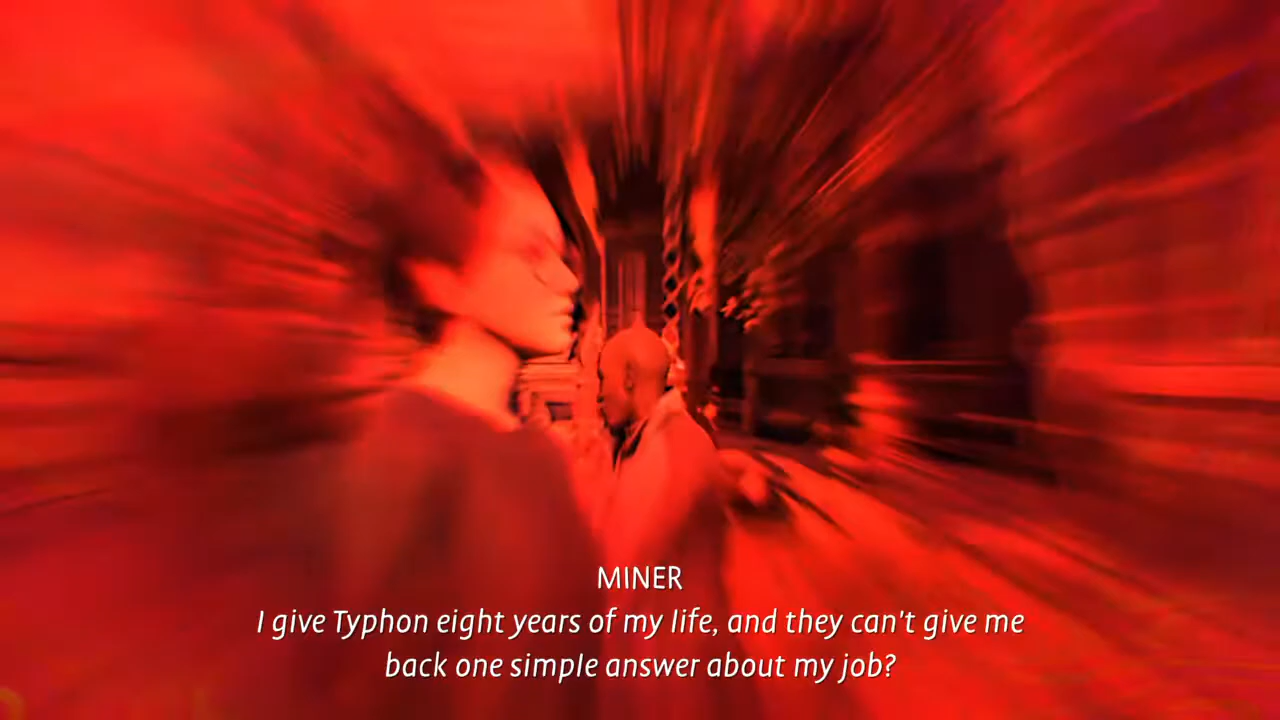 MINER
I give Typhon eight years of my life, and they can't give me
back one simple answer about my job?